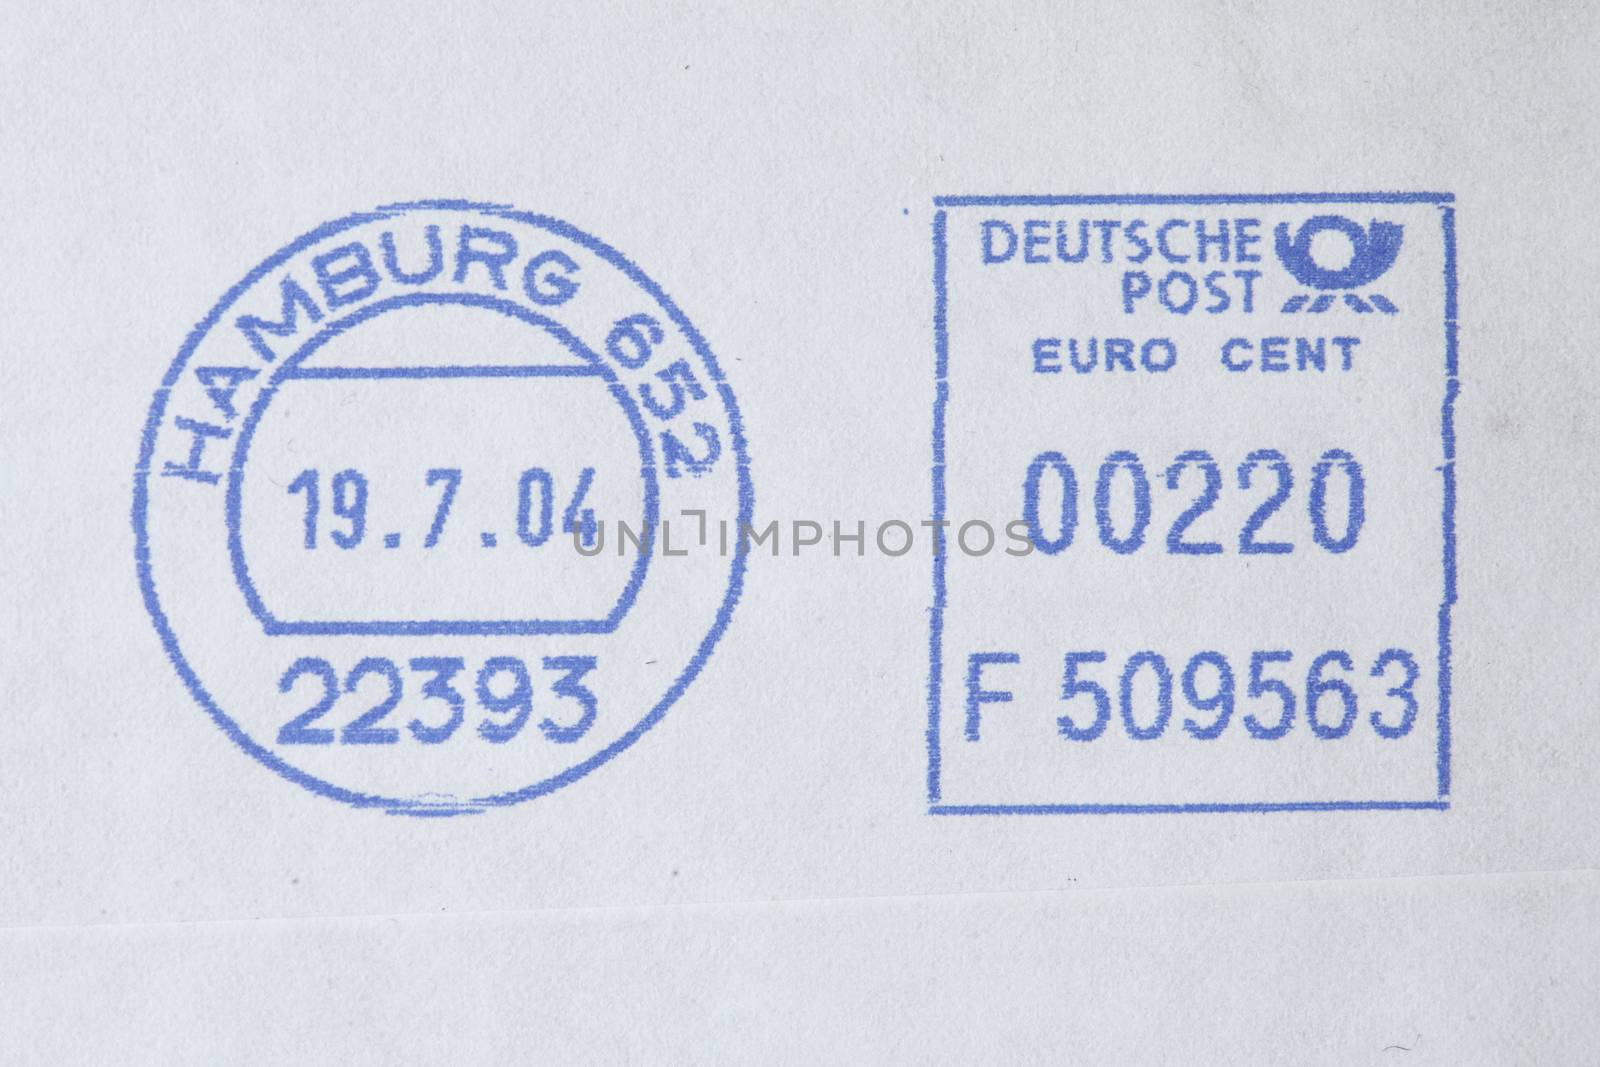 HAMBURG 652
19.7.04
22393
DEUTSCHE
POST
EURO CENT
00220
F 509563
UNLIMPHOTOS